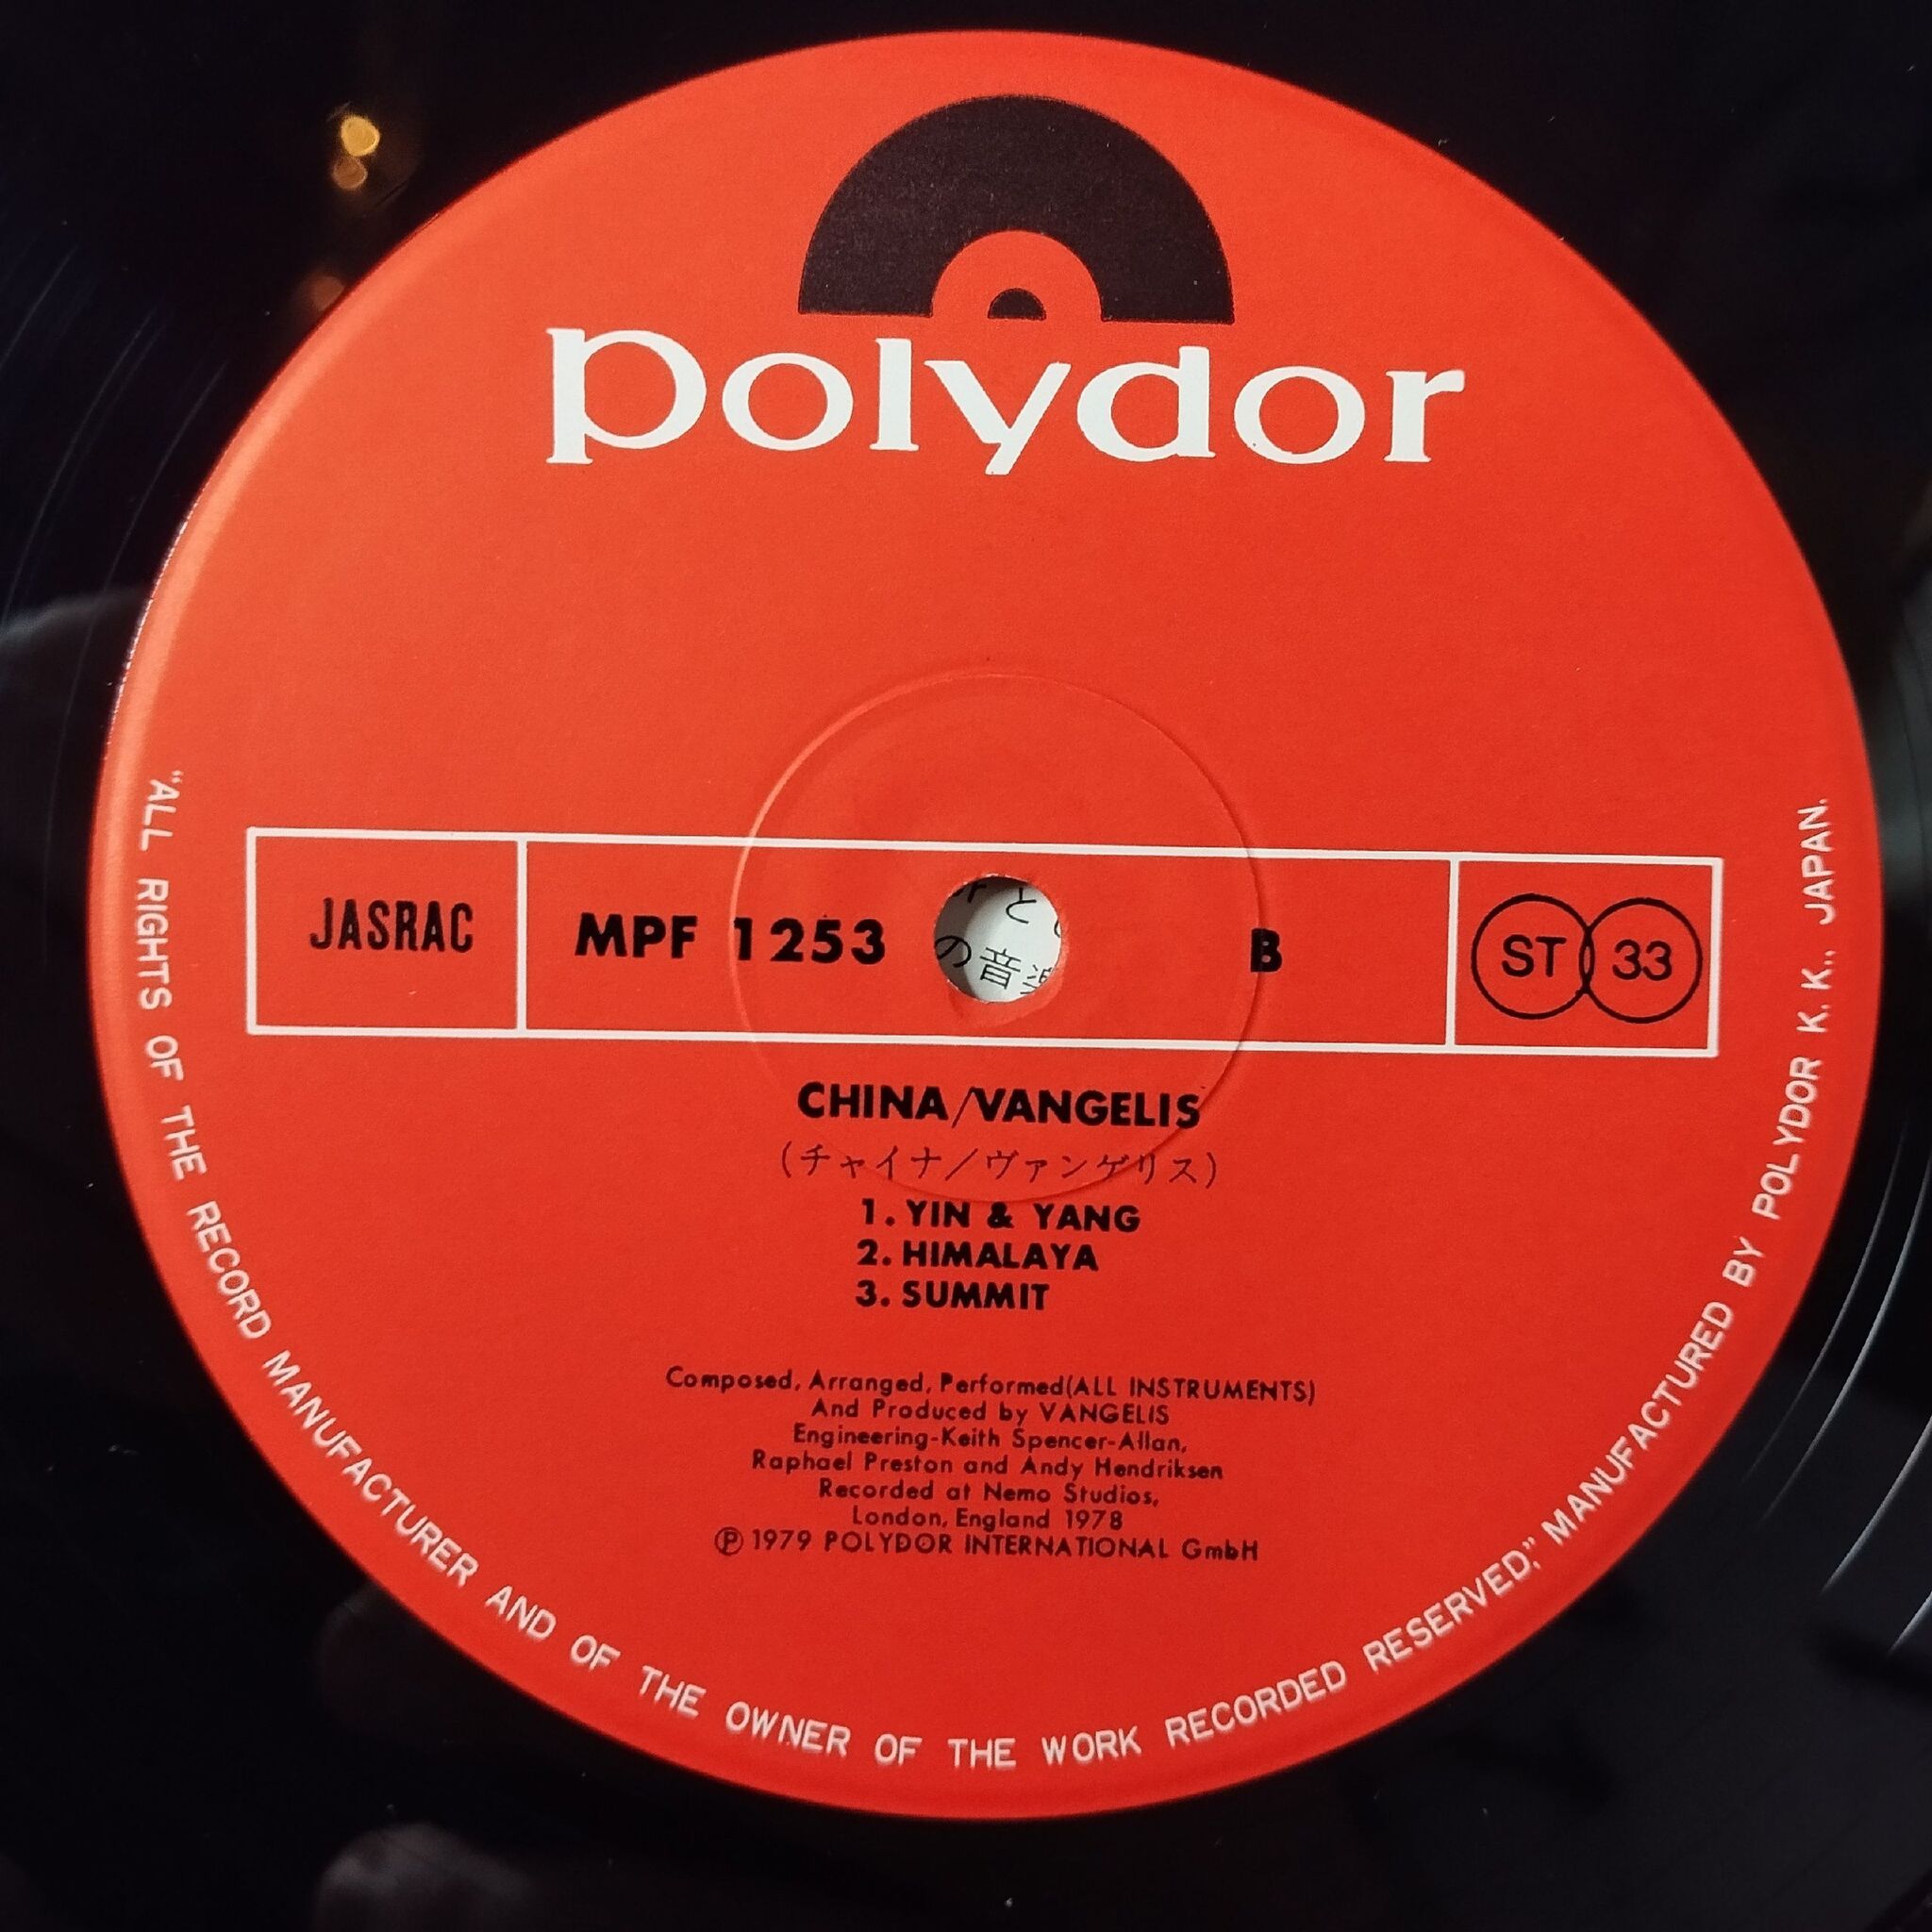 polydor
JASRAC
MPF 1253
B
ST 33
CHINA/VANGELIS
(チャイナ／ヴァンゲリス)
1. YIN & YANG
2. HIMALAYA
3. SUMMIT
Composed, Arranged, Performed(ALL INSTRUMENTS)
And Produced by VANGELIS
Engineering-Keith Spencer-Allan,
Raphael Preston and Andy Hendriksen
Recorded at Nemo Studios,
London, England 1978
Ⓟ 1979 POLYDOR INTERNATIONAL GmbH
"ALL RIGHTS OF THE RECORD MANUFACTURER AND OF THE OWNER OF THE WORK RECORDED RESERVED," MANUFACTURED BY POLYDOR K. K., JAPAN.
と
の音